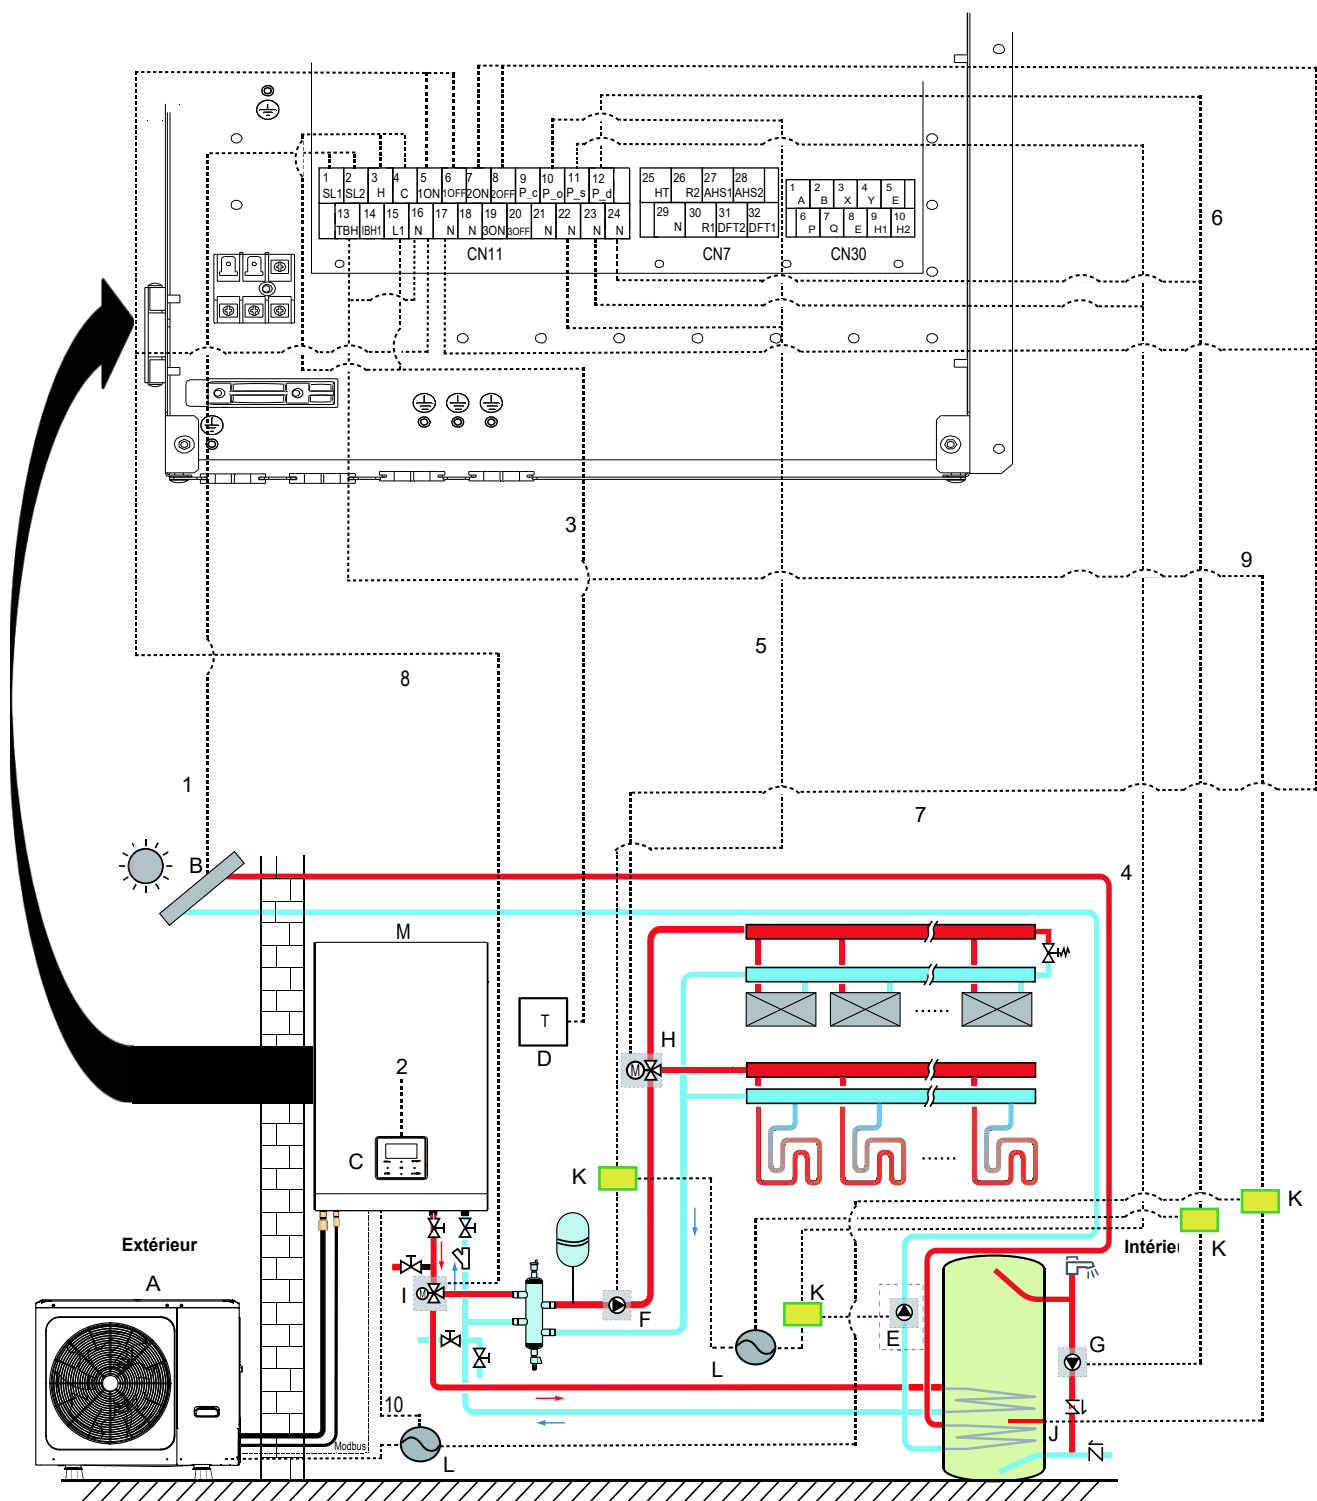 1 2 3 4 5 6 7 8 9 10 11 12
SL1 SL2 H C 1ON 1OFF 2ON 2OFF P_c P_o P_s P_d
13 14 15 16 17 18 19 20 21 22 23 24
TBH IBH1 L1 N N N 3ON 3OFF N N N N
CN11
25 26 27 28
HT R2 AHS1 AHS2
29 30 31 32
N R1 DFT2 DFT1
CN7
1 2 3 4 5
A B X Y E
6 7 8 9 10
P Q E H1 H2
CN30
6
3
9
5
8
1
7
B
4
M
T
D
H
M
2
C
K
K
K
Extérieur
Intérieu
A
I
M
K
F
E
G
L
10
J
Modbus
L